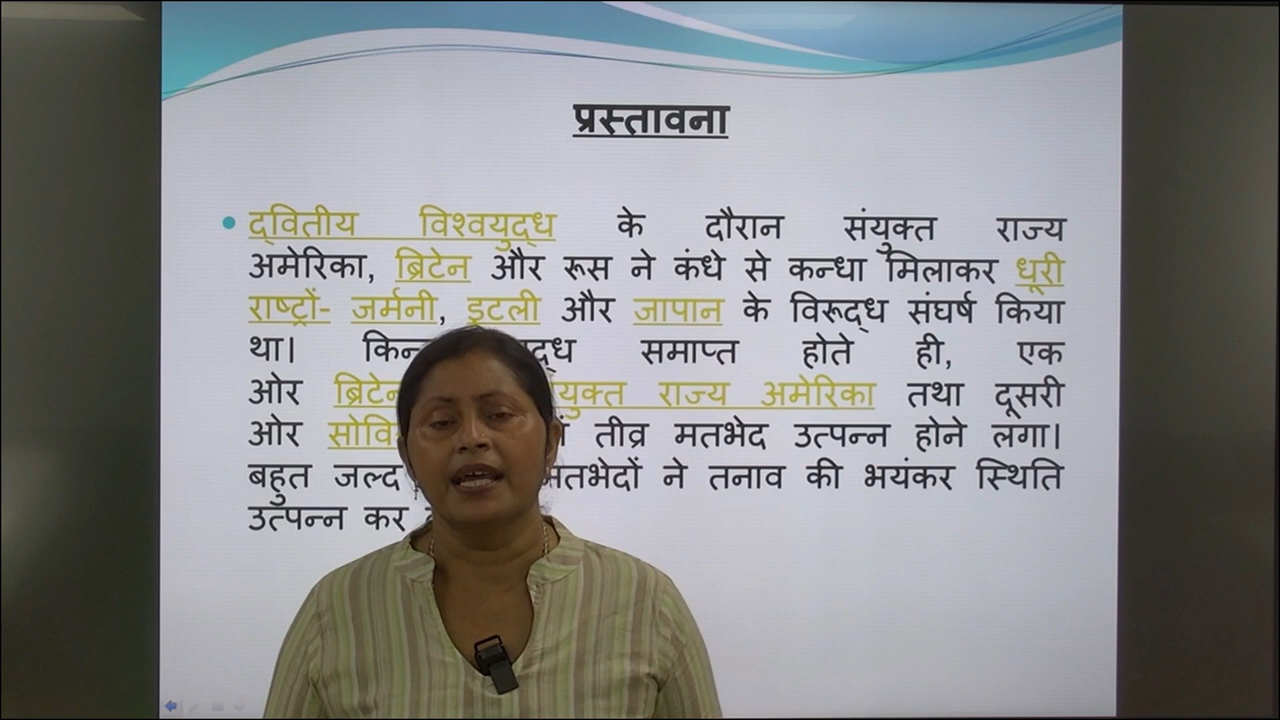 प्रस्तावना
द्वितीय विश्वयुद्ध के दौरान संयुक्त राज्य
अमेरिका, ब्रिटेन और रूस ने कंधे से कन्धा मिलाकर धूरी
राष्ट्रों- जर्मनी, इटली और जापान के विरूद्ध संघर्ष किया
था। समाप्त होते ही, एक
ओर ब्रिटेन राज्य अमेरिका तथा दूसरी
ओर तीव्र मतभेद उत्पन्न होने लगा।
बहुत जल्द मतभेदों ने तनाव की भयंकर स्थिति
उत्पन्न कर